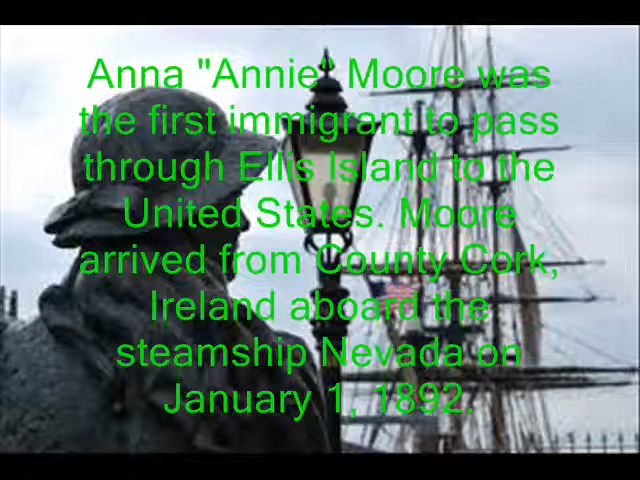 Anna "Annie" Moore was
the first immigrant to pass
through Ellis Island to the
United States. Moore
arrived from County Cork,
Ireland aboard the
steamship Nevada on
January 1, 1892.